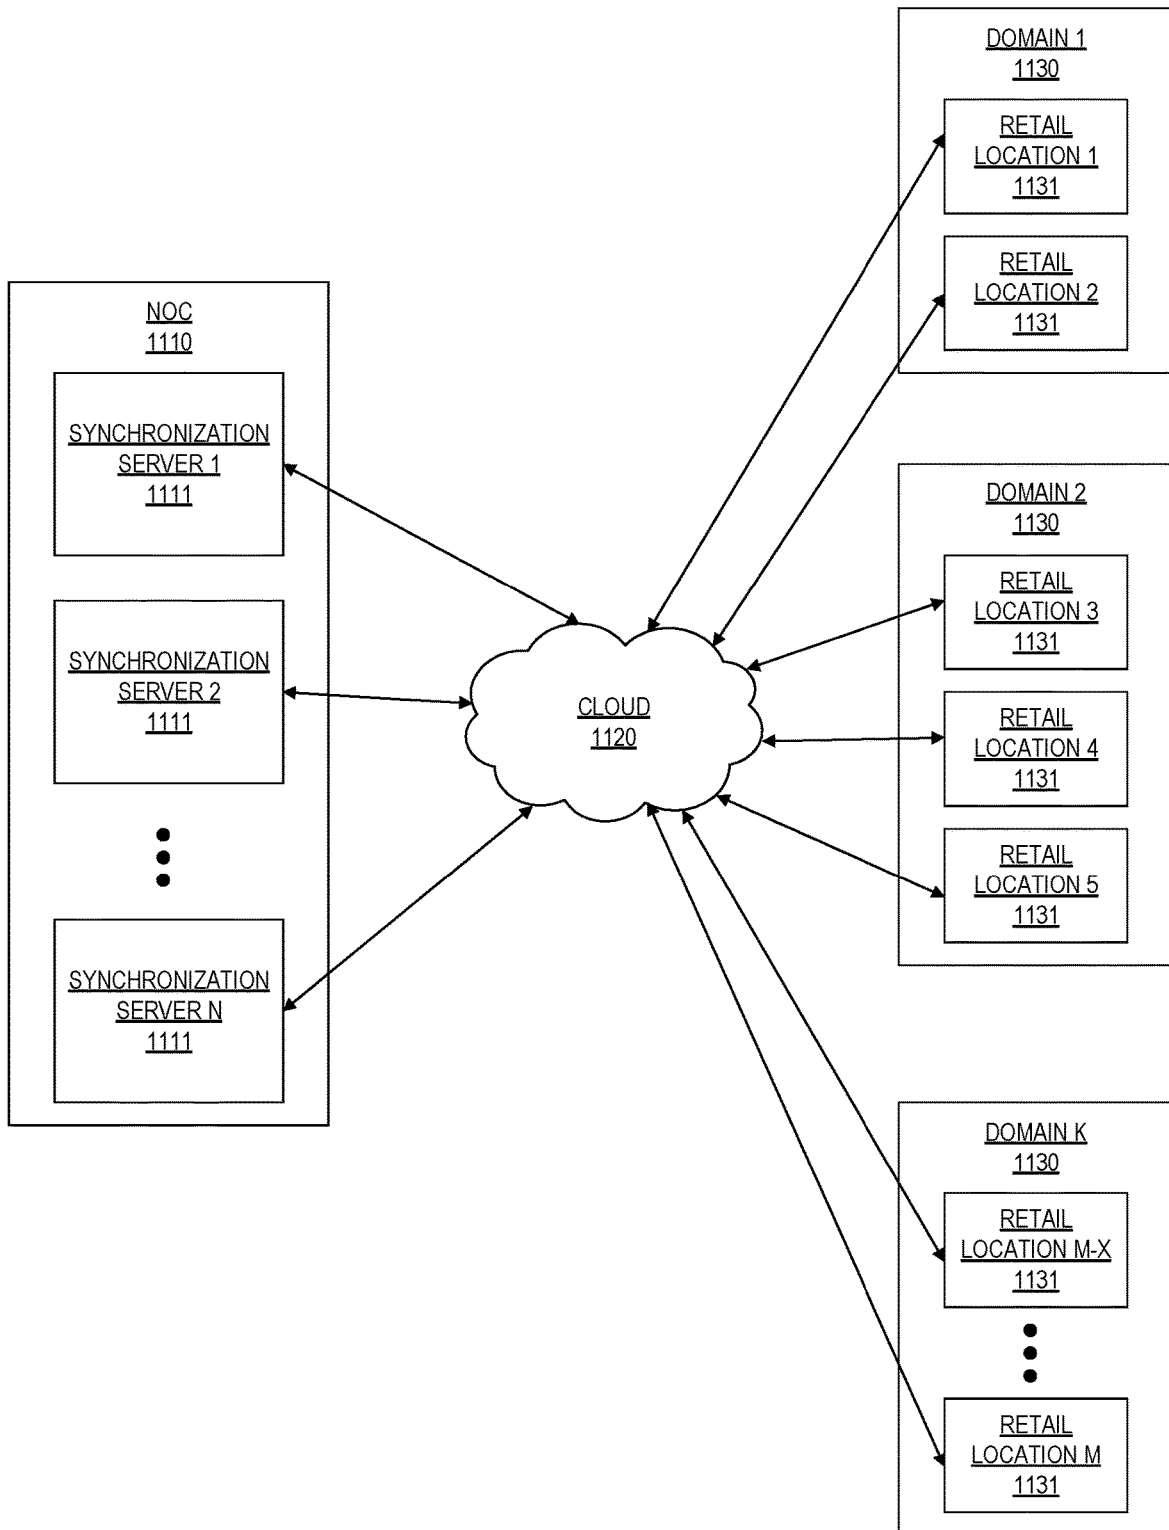 NOC
1110
SYNCHRONIZATION
SERVER 1
1111
SYNCHRONIZATION
SERVER 2
1111
SYNCHRONIZATION
SERVER N
1111
CLOUD
1120
DOMAIN 1
1130
RETAIL
LOCATION 1
1131
RETAIL
LOCATION 2
1131
DOMAIN 2
1130
RETAIL
LOCATION 3
1131
RETAIL
LOCATION 4
1131
RETAIL
LOCATION 5
1131
DOMAIN K
1130
RETAIL
LOCATION M-X
1131
RETAIL
LOCATION M
1131